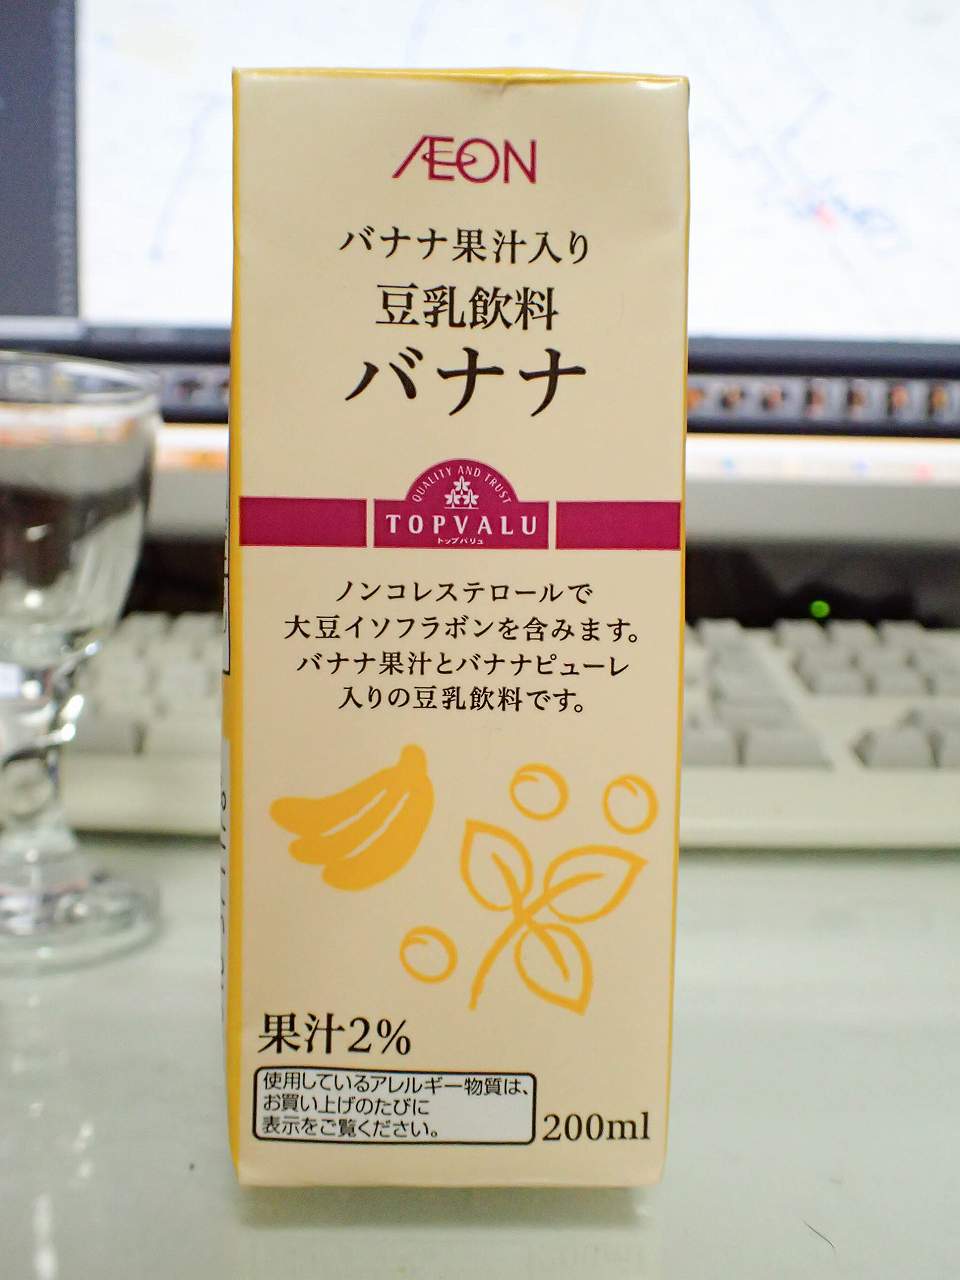 ÆON
バナナ果汁入り
豆乳飲料
バナナ
QUALITY AND TRUST
TOPVALU
トップバリュ
ノンコレステロールで
大豆イソフラボンを含みます。
バナナ果汁とバナナピューレ
入りの豆乳飲料です。
果汁2%
使用しているアレルギー物質は、
お買い上げのたびに
表示をご覧ください。
200ml